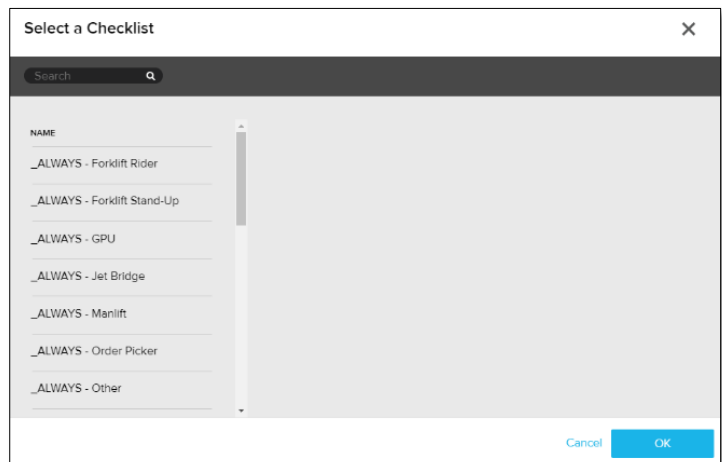 Select a Checklist
Search
NAME
_ALWAYS - Forklift Rider
_ALWAYS - Forklift Stand-Up
_ALWAYS - GPU
_ALWAYS - Jet Bridge
_ALWAYS - Manlift
_ALWAYS - Order Picker
_ALWAYS - Other
Cancel OK